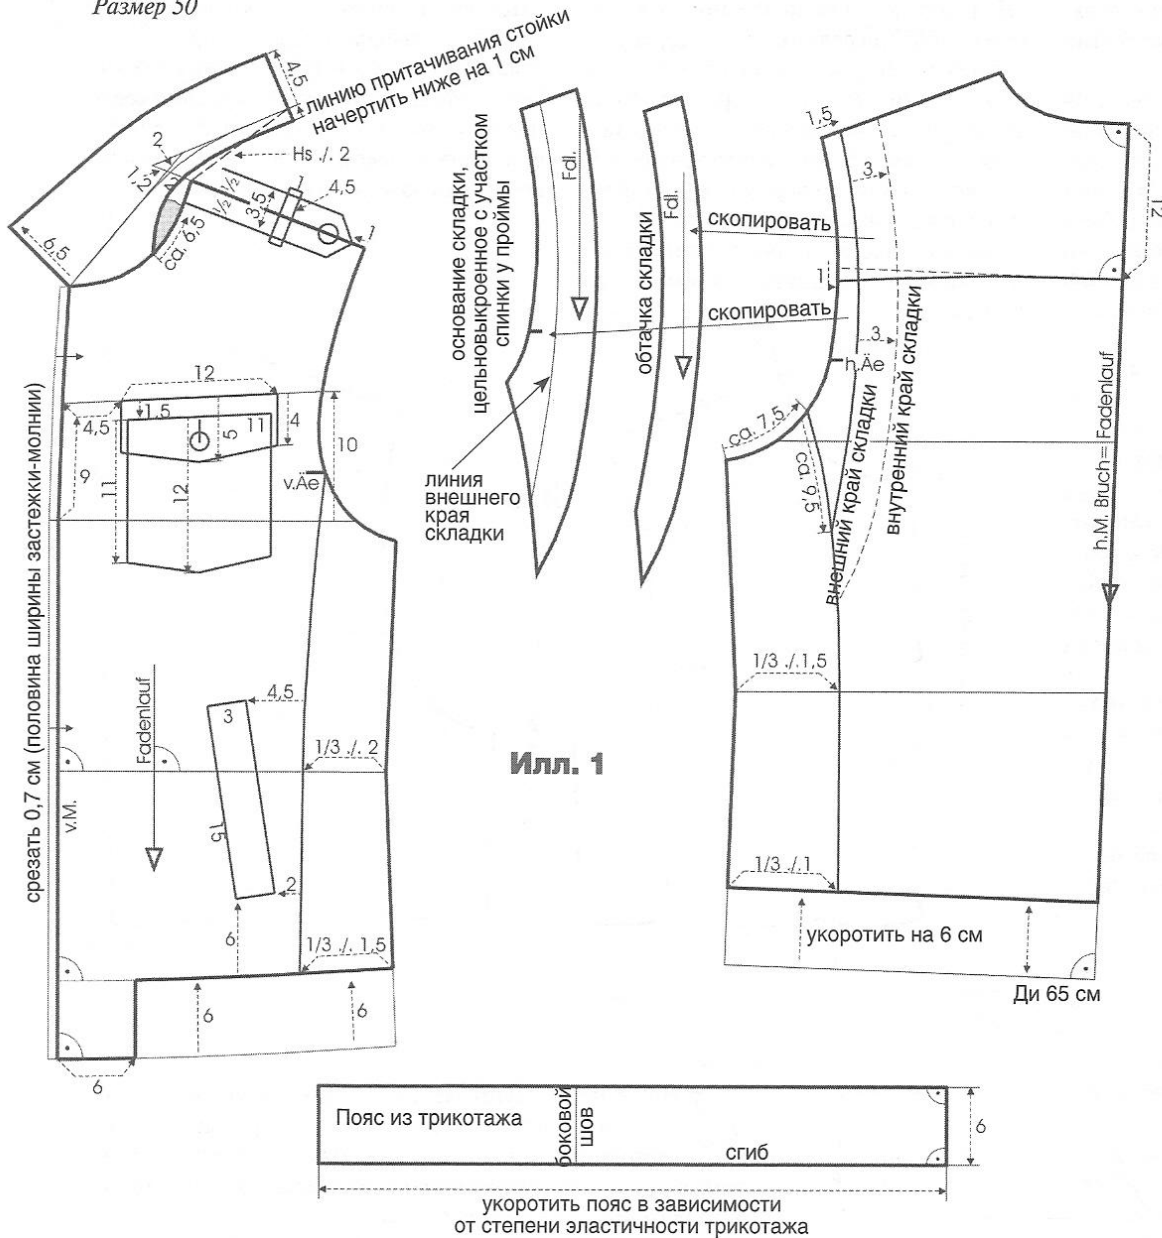 Размер 50
4,5
линию притачивания стойки
начертить ниже на 1 см
2
1,2
Hs ./. 2
½
½
3,5
1
4,5
1
6,5
ca. 6,5
основание складки,
цельновыкроенное с участком
спинки у проймы
Fdl.
обтачка складки
Fdl.
скопировать
скопировать
1,5
3
12
1
3
h.Äe
внешний край складки
внутренний край складки
h.M. Bruch = Fadenlauf
ca. 7,5
ca. 9,5
линия
внешнего
края
складки
12
1,5
4,5
11
5
4
10
9
11
12
v.Äe
срезать 0,7 см (половина ширины застежки-молнии)
Fadenlauf
v.M.
4,5
3
15
2
1/3 ./. 2
6
1/3 ./. 1,5
6
6
6
Илл. 1
1/3 ./.1,5
1/3 ./.1
укоротить на 6 см
Ди 65 см
Пояс из трикотажа
боковой
шов
сгиб
6
укоротить пояс в зависимости
от степени эластичности трикотажа